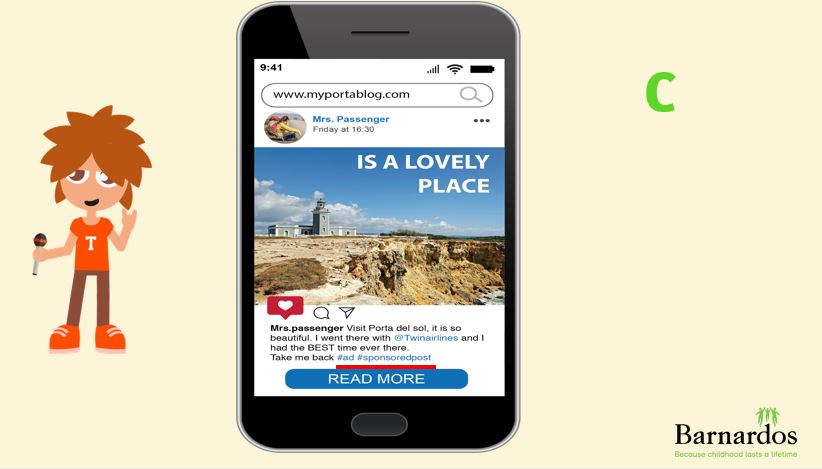 9:41
www.myportablog.com
Mrs. Passenger
Friday at 16:30
IS A LOVELY
PLACE
Mrs.passenger Visit Porta del sol, it is so
beautiful. I went there with @Twinairlines and I
had the BEST time ever there.
Take me back #ad #sponsoredpost
READ MORE
T
C
Barnardos
Because childhood lasts a lifetime